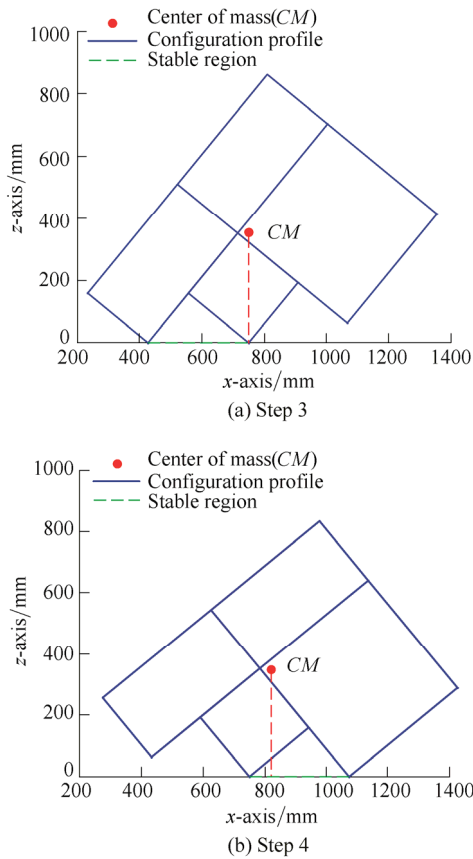 1000
Center of mass(CM)
Configuration profile
Stable region
800
600
z-axis/mm
400
CM
200
0
200 400 600 800 1000 1200 1400
x-axis/mm
(a) Step 3
1000
Center of mass(CM)
Configuration profile
Stable region
800
600
z-axis/mm
400
CM
200
0
200 400 600 800 1000 1200 1400
x-axis/mm
(b) Step 4